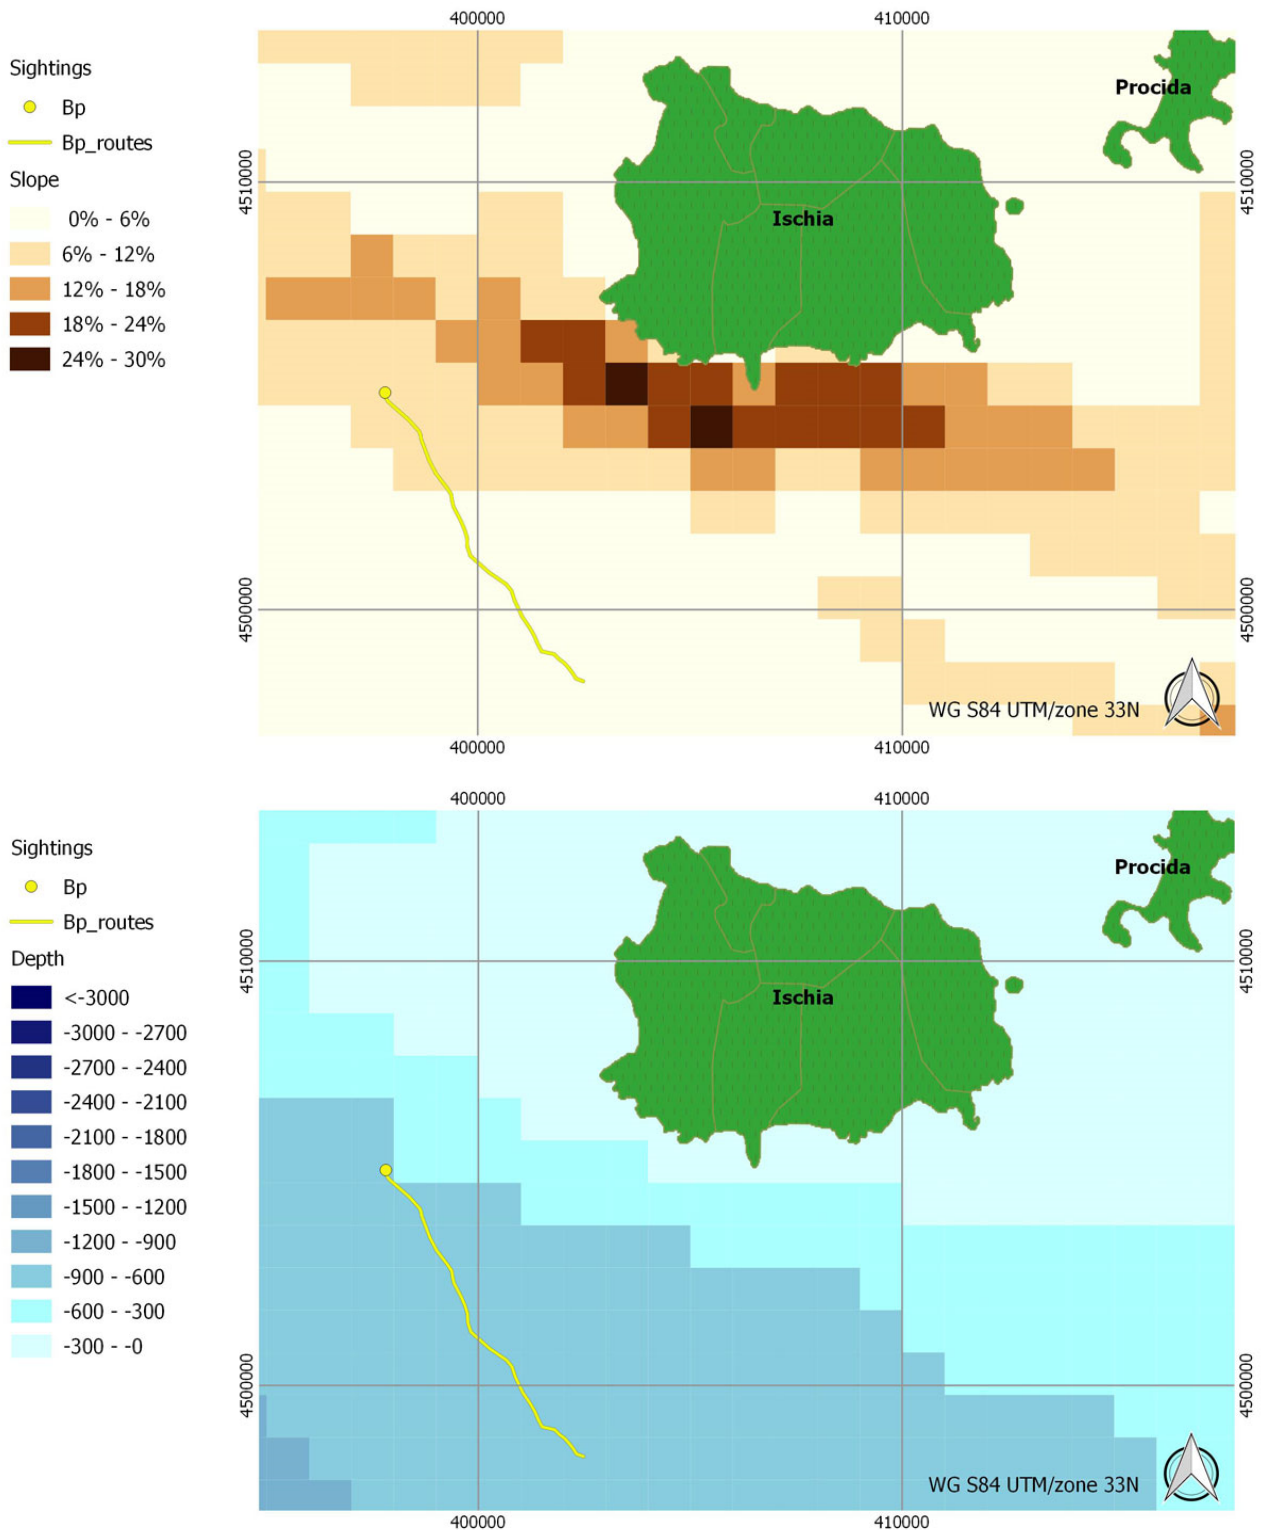 400000 410000
Sightings
Bp
Bp_routes
Slope
0% - 6%
6% - 12%
12% - 18%
18% - 24%
24% - 30%
Procida
4510000
4510000
Ischia
4500000
4500000
WG S84 UTM/zone 33N
400000 410000
400000 410000
Sightings
Bp
Bp_routes
Depth
<-3000
-3000 - -2700
-2700 - -2400
-2400 - -2100
-2100 - -1800
-1800 - -1500
-1500 - -1200
-1200 - -900
-900 - -600
-600 - -300
-300 - -0
Procida
4510000
4510000
Ischia
4500000
4500000
WG S84 UTM/zone 33N
400000 410000